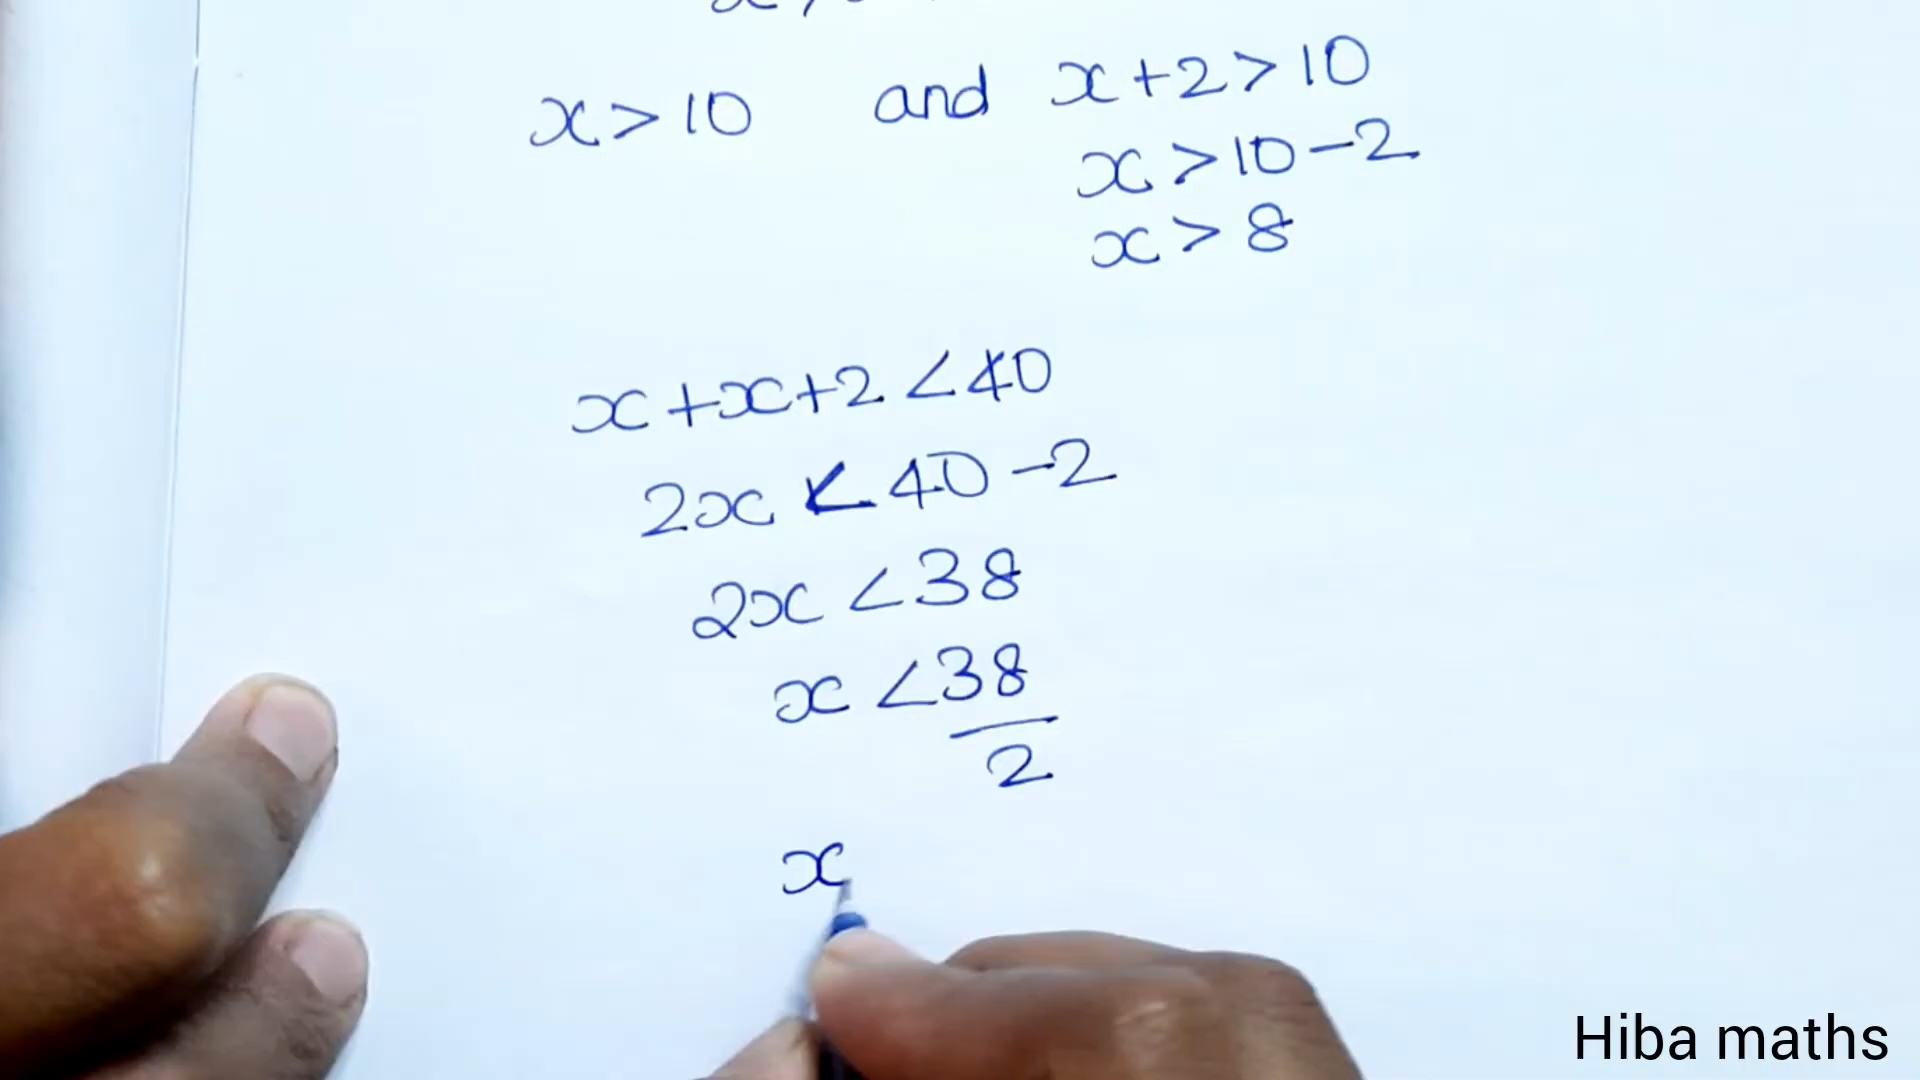 x > 10 and x + 2 > 10
x > 10 - 2
x > 8
x + x + 2 < 40
2x < 40 - 2
2x < 38
x < 38
2
x
Hiba maths